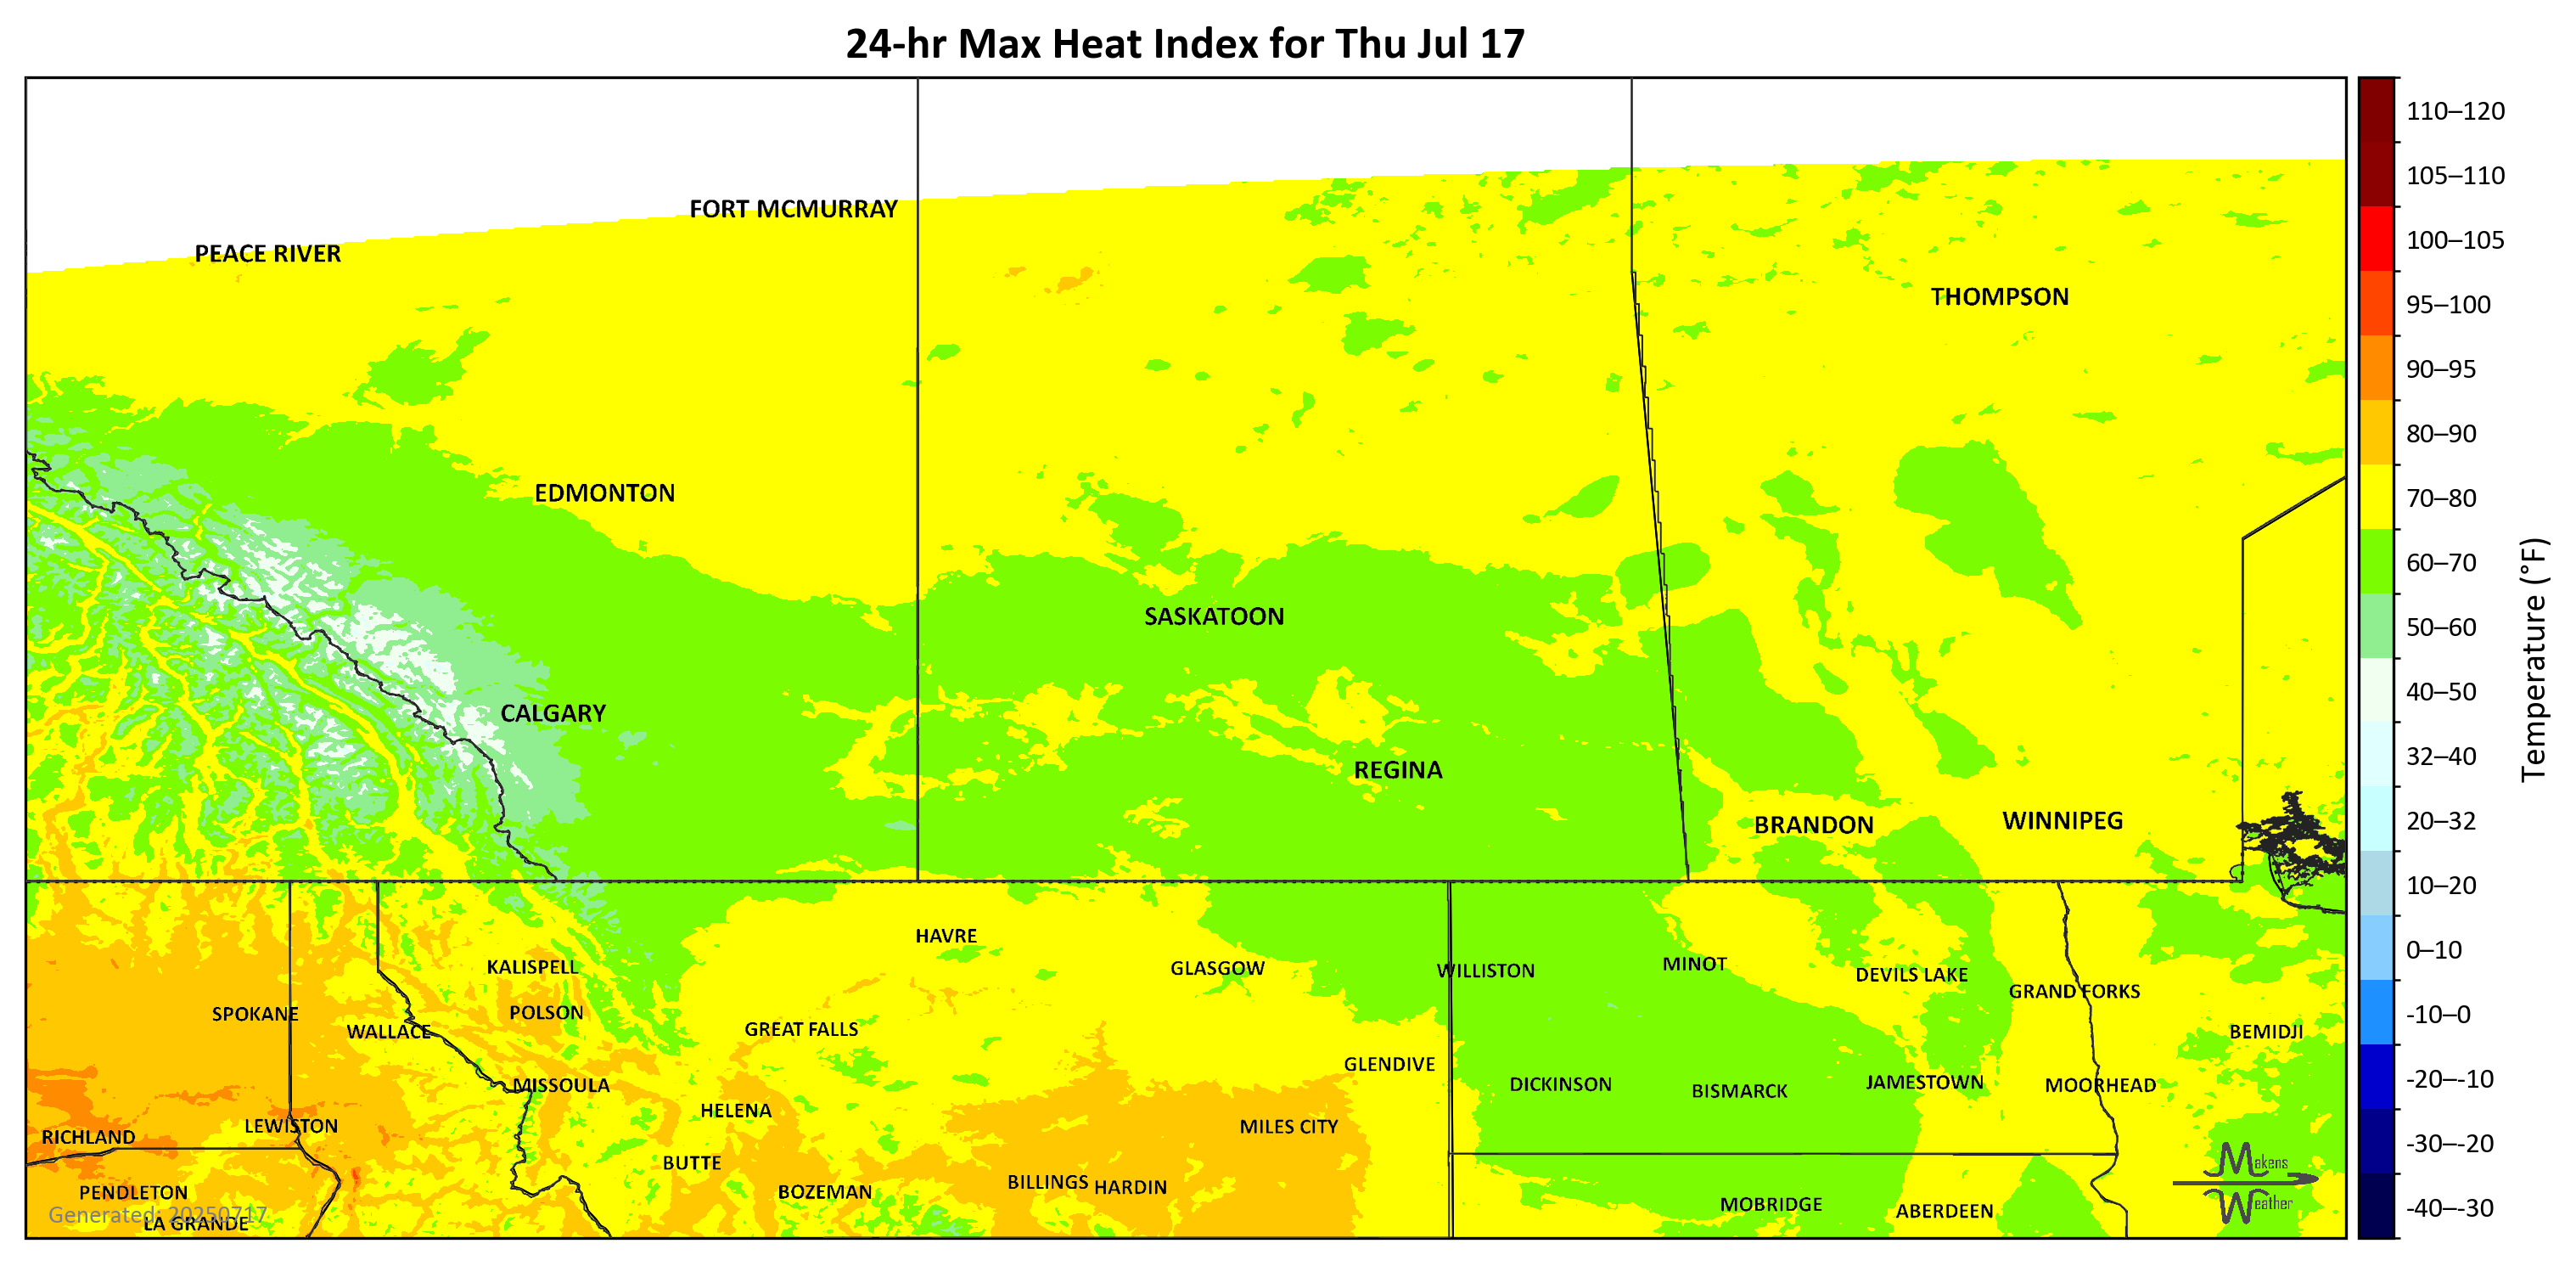 24-hr Max Heat Index for Thu Jul 17
110–120
105–110
FORT MCMURRAY
100–105
PEACE RIVER
THOMPSON
95–100
90–95
80–90
EDMONTON
70–80
60–70
SASKATOON
50–60
40–50
CALGARY
32–40
REGINA
Temperature (°F)
BRANDON
WINNIPEG
20–32
10–20
HAVRE
0–10
KALISPELL
GLASGOW
WILLISTON
MINOT
DEVILS LAKE
GRAND FORKS
SPOKANE
POLSON
-10–0
WALLACE
GREAT FALLS
BEMIDJI
GLENDIVE
MISSOULA
DICKINSON
BISMARCK
JAMESTOWN
MOORHEAD
-20–-10
HELENA
LEWISTON
MILES CITY
RICHLAND
-30–-20
BUTTE
Makens
Weather
PENDLETON
BOZEMAN
BILLINGS
HARDIN
MOBRIDGE
ABERDEEN
-40–-30
Generated: 20250717
LA GRANDE